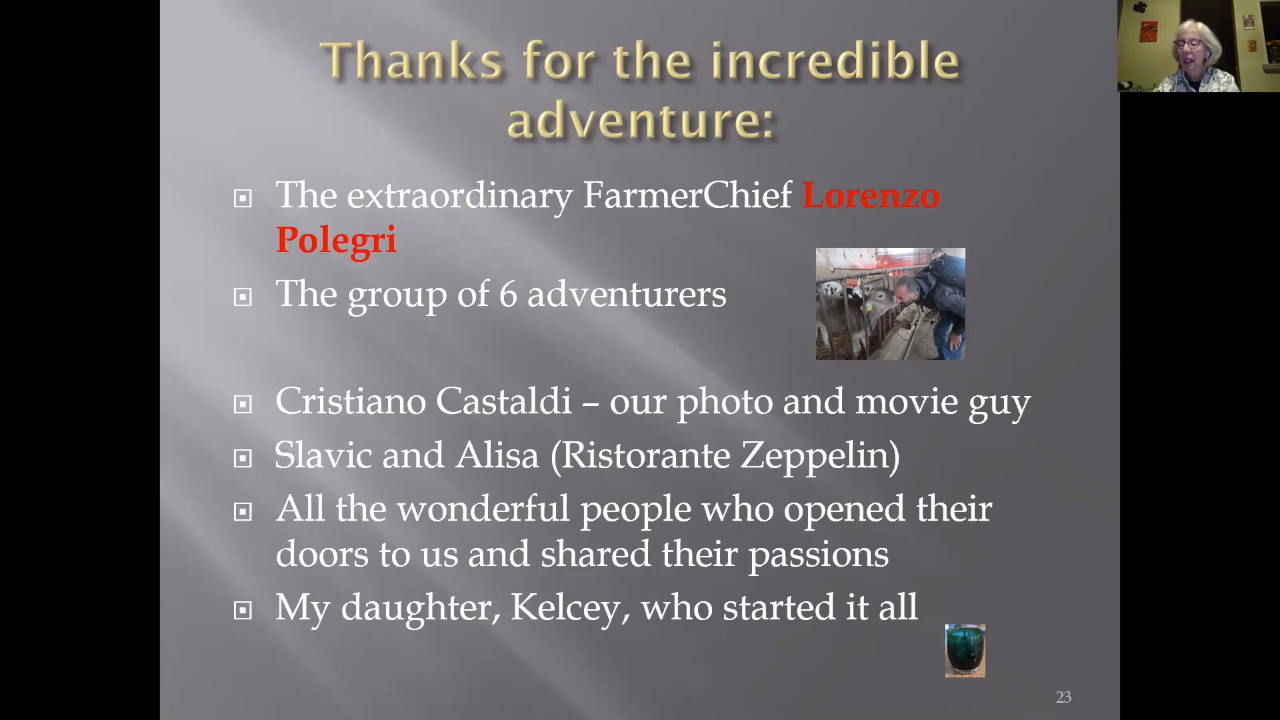 Thanks for the incredible
adventure:
The extraordinary FarmerChief Lorenzo
Polegri
The group of 6 adventurers
Cristiano Castaldi – our photo and movie guy
Slavic and Alisa (Ristorante Zeppelin)
All the wonderful people who opened their
doors to us and shared their passions
My daughter, Kelcey, who started it all
23